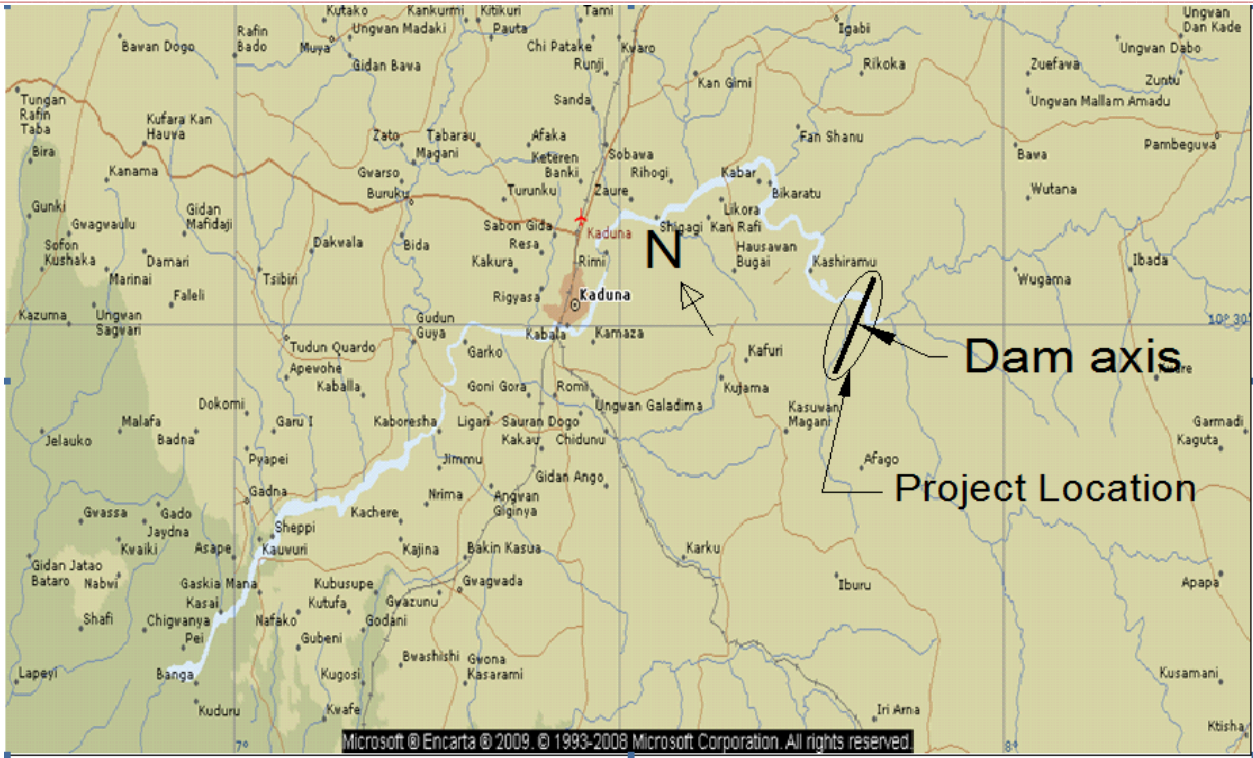 Kutako
Kankurmi
Kitikuri
Tami
Ungwan
Dan Kade
Bawan Dogo
Rafin
Bado
Muya
Ungwan Madaki
Pauta
Chi Patake
Kwaro
Igabi
Ungwan Dabo
Gidan Bawa
Runji
Kan Gimi
Rikoka
Zuefawa
Zuntu
Tungan
Rafin
Taba
Kufara Kan
Hauva
Sanda
Ungwan Mallam Amadu
Zato
Tabarau
Afaka
Fan Shanu
Pambeguwa
Bira
Magani
Keteren
Bankii
Sobawa
Bawa
Kanama
Gwarso
Rihogi
Kabar
Buruku
Turunku
Zaure
Bikaratu
Wutana
Gunki
Gwagwaulu
Gidan
Mafidaji
Sabon Gida
Kaduna
Shigagi
Likora
Kan Rafi
Sofon
Kushaka
Dakwala
Bida
Resa
N
Hausawan
Bugai
Damari
Kakura
Rimi
Kashiramu
Ibada
Marinai
Tsibiri
Wugama
Faleli
Rigyasa
Kaduna
Kazuma
Ungwan
Sagvari
Gudun
Guya
Kabala
Kamaza
10° 30'
Tudun Quardo
Garko
Kafuri
Dam axis
Apewohe
Kaballa
Goni Gora
Romi
Kujama
Dokomi
Ungwan Galadima
Kasuwan
Magani
Malafa
Garu I
Kaboresha
Ligari
Sauran Dogo
Garmadi
Jelauko
Badna
Kakau
Chidunu
Kaguta
Pyapei
Jimmu
Afago
Gadna
Nrima
Gidan Ango
Project Location
Gwassa
Gado
Angwan
Giginya
Jaydna
Sheppi
Kachere
Kwaiki
Asape
Kauwuri
Kajina
Bakin Kasua
Karku
Gidan Jatao
Bataro
Nabwi
Gaskia Mana
Kubusupe
Gwagwada
Iburu
Apapa
Kasai
Kutufa
Gwazunu
Shafi
Chigwanya
Nafako
Godani
Pei
Gubeni
Bwashishi
Gwona
Kasarami
Lapeyi
Banga
Kugosi
Kusamani
Kuduru
Kwafe
Iri Ama
Ktisha
7°
Microsoft ® Encarta ® 2009. © 1993-2008 Microsoft Corporation. All rights reserved.
8°